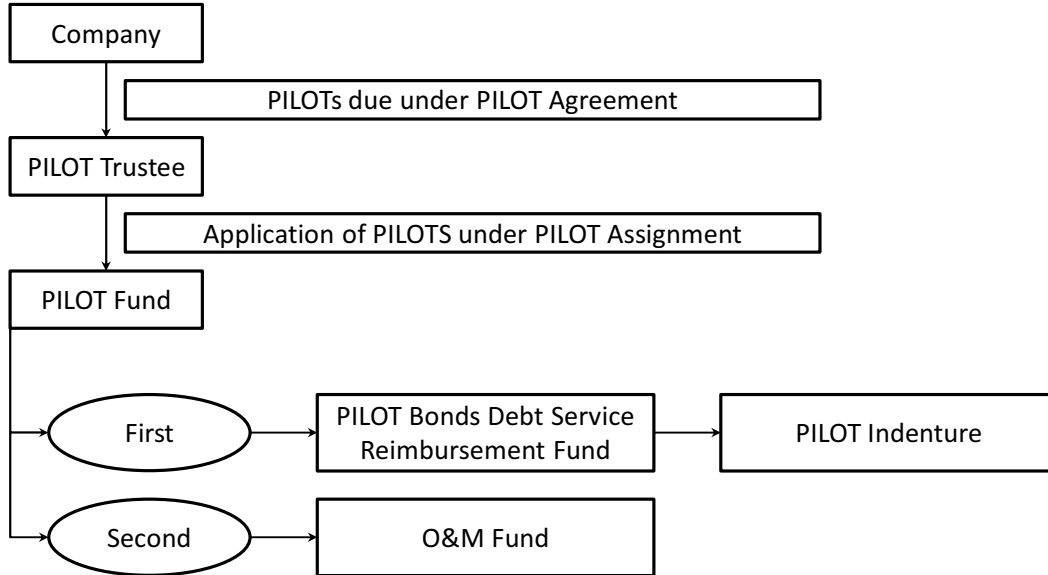 Company
PILOTs due under PILOT Agreement
PILOT Trustee
Application of PILOTS under PILOT Assignment
PILOT Fund
First
PILOT Bonds Debt Service
Reimbursement Fund
PILOT Indenture
Second
O&M Fund